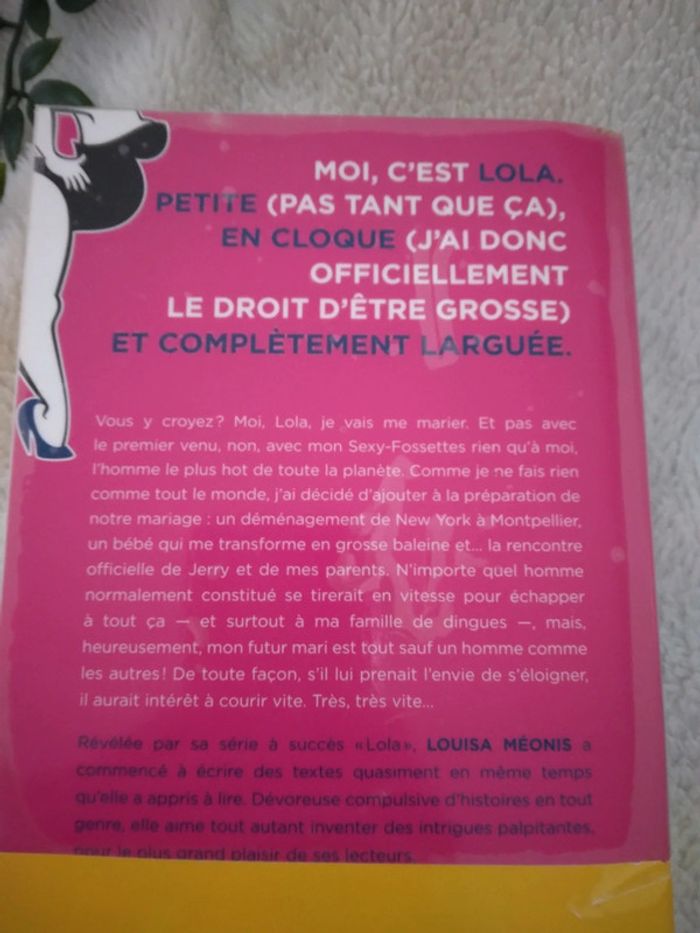 MOI, C'EST LOLA.
PETITE (PAS TANT QUE ÇA),
EN CLOQUE (J'AI DONC
OFFICIELLEMENT
LE DROIT D'ÊTRE GROSSE)
ET COMPLÈTEMENT LARGUÉE.
Vous y croyez? Moi, Lola, je vais me marier. Et pas avec
le premier venu, non, avec mon Sexy-Fossettes rien qu'à moi,
l'homme le plus hot de toute la planète. Comme je ne fais rien
comme tout le monde, j'ai décidé d'ajouter à la préparation de
notre mariage : un déménagement de New York à Montpellier,
un bébé qui me transforme en grosse baleine et... la rencontre
officielle de Jerry et de mes parents. N'importe quel homme
normalement constitué se tirerait en vitesse pour échapper
à tout ça — et surtout à ma famille de dingues —, mais,
heureusement, mon futur mari est tout sauf un homme comme
les autres! De toute façon, s'il lui prenait l'envie de s'éloigner,
il aurait intérêt à courir vite. Très, très vite...
Révélée par sa série à succès «Lola», LOUISA MÉONIS a
commencé à écrire des textes quasiment en même temps
qu'elle a appris à lire. Dévoreuse compulsive d'histoires en tout
genre, elle aime tout autant inventer des intrigues palpitantes,
pour le plus grand plaisir de ses lecteurs.